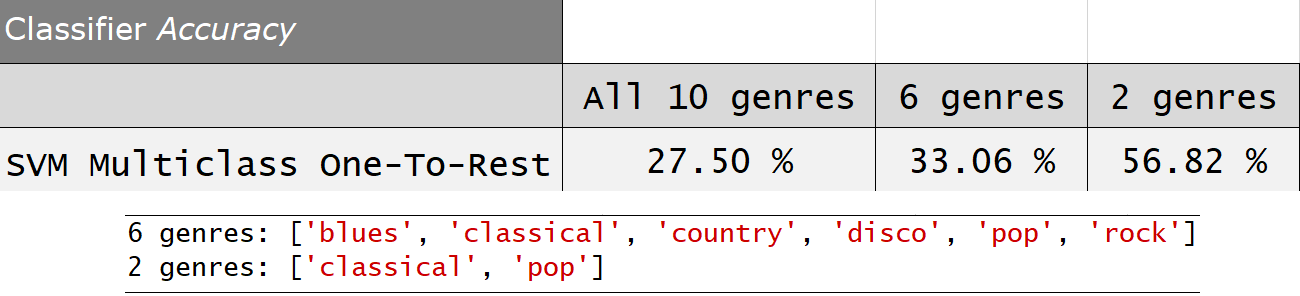 Classifier Accuracy
All 10 genres 6 genres 2 genres
SVM Multiclass One-To-Rest 27.50 % 33.06 % 56.82 %
6 genres: ['blues', 'classical', 'country', 'disco', 'pop', 'rock']
2 genres: ['classical', 'pop']